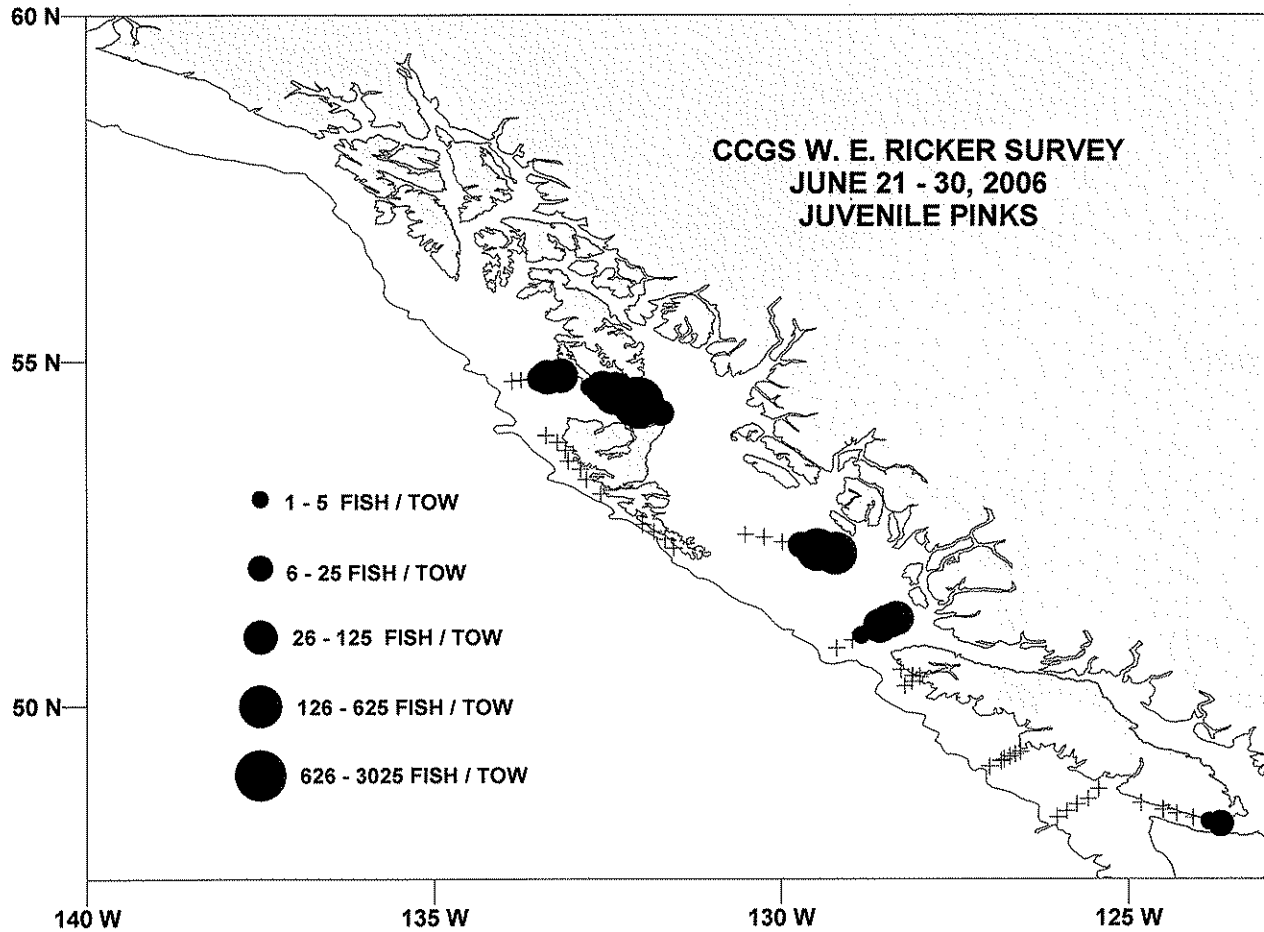 60 N
CCGS W. E. RICKER SURVEY
JUNE 21 - 30, 2006
JUVENILE PINKS
55 N
1 - 5 FISH / TOW
6 - 25 FISH / TOW
26 - 125 FISH / TOW
50 N
126 - 625 FISH / TOW
626 - 3025 FISH / TOW
140 W
135 W
130 W
125 W